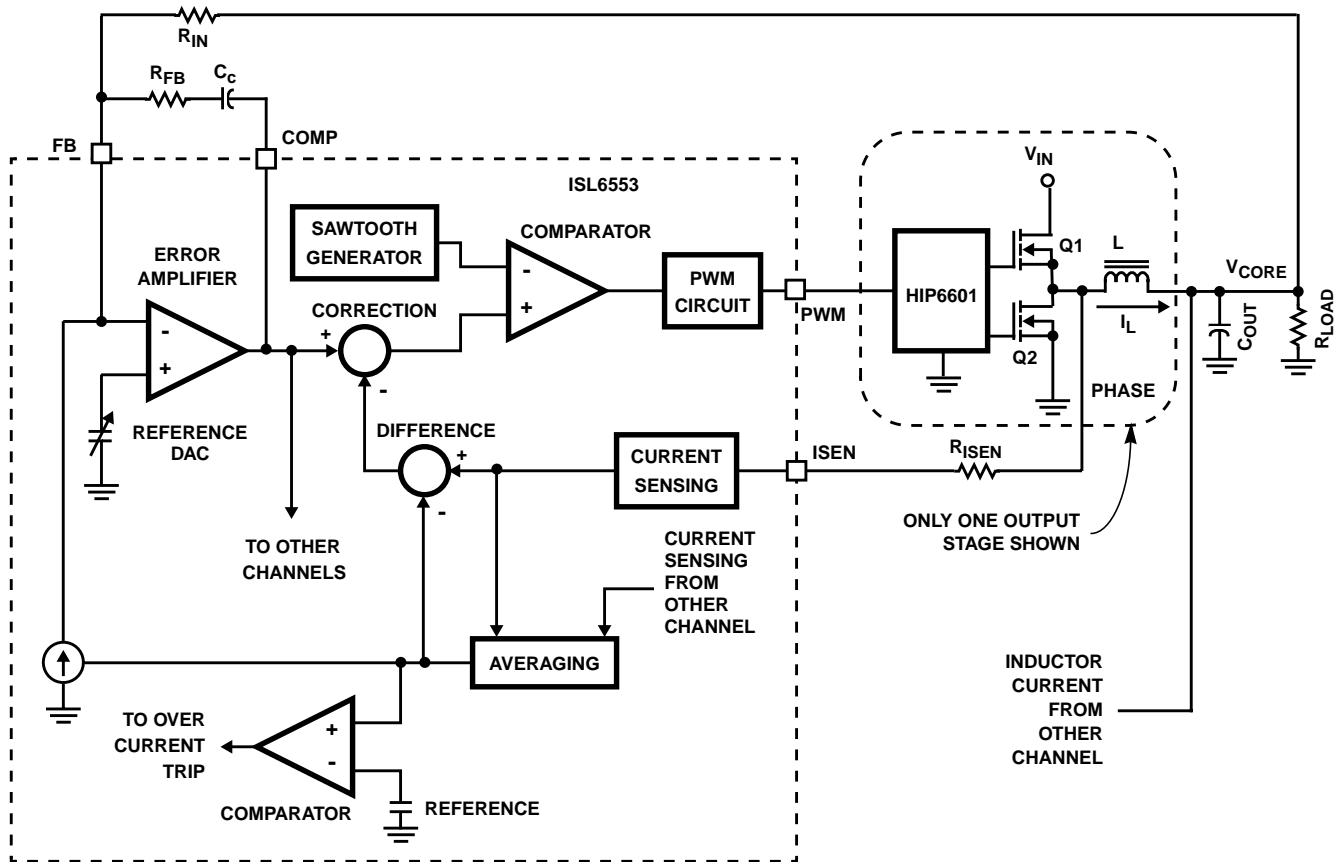 R_IN
R_FB
C_c
FB
COMP
ISL6553
V_IN
SAWTOOTH
GENERATOR
COMPARATOR
ERROR
AMPLIFIER
-
+
PWM
CIRCUIT
PWM
HIP6601
Q1
Q2
L
I_L
V_CORE
C_OUT
R_LOAD
CORRECTION
+
-
-
+
PHASE
REFERENCE
DAC
DIFFERENCE
+
-
CURRENT
SENSING
ISEN
R_ISEN
ONLY ONE OUTPUT
STAGE SHOWN
TO OTHER
CHANNELS
CURRENT
SENSING
FROM
OTHER
CHANNEL
AVERAGING
INDUCTOR
CURRENT
FROM
OTHER
CHANNEL
TO OVER
CURRENT
TRIP
+
-
COMPARATOR
REFERENCE